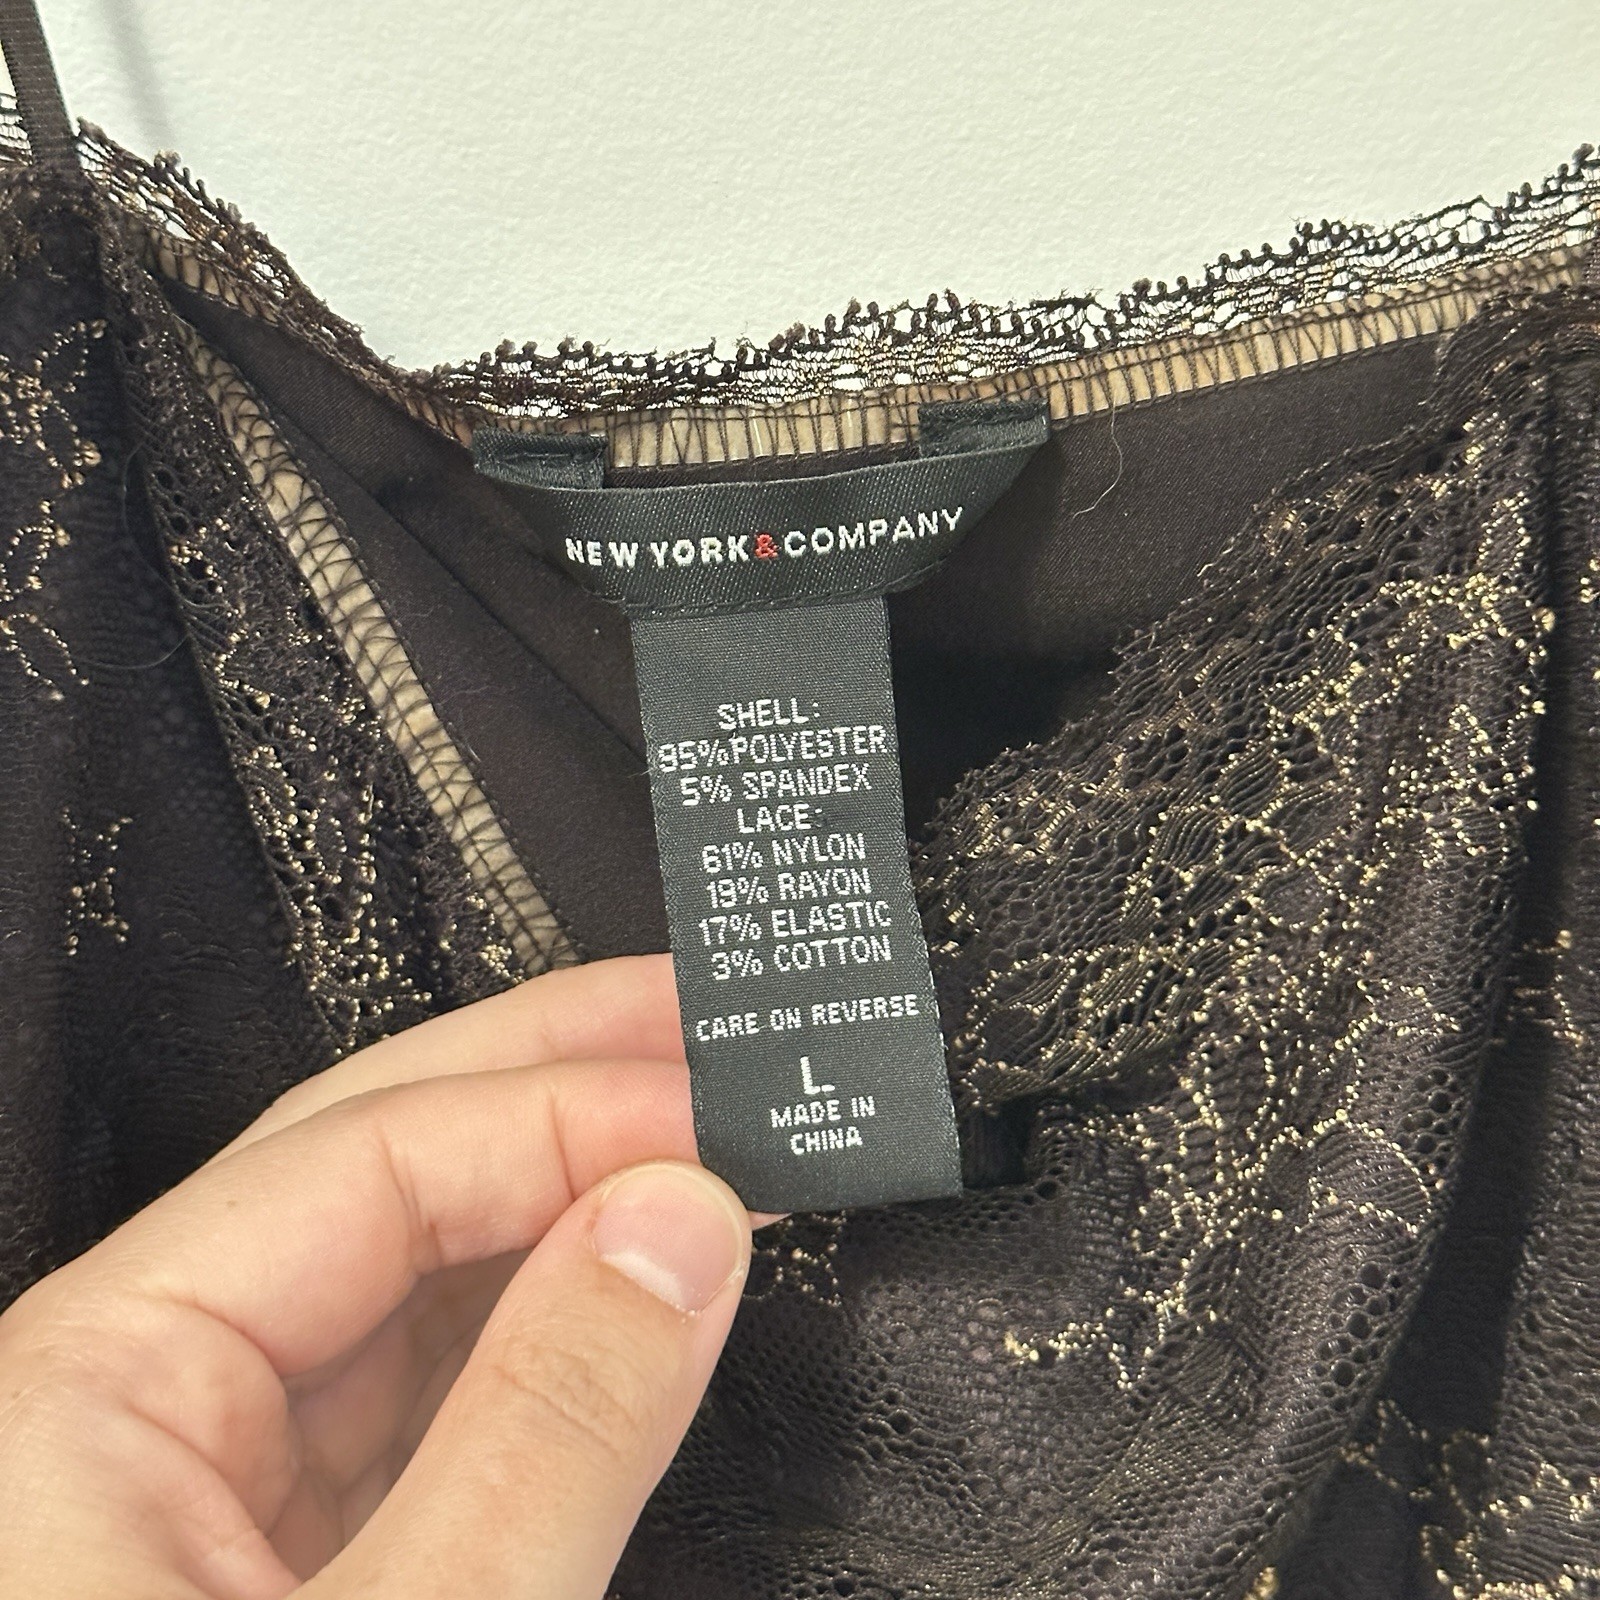 NEW YORK&COMPANY
SHELL:
95%POLYESTER
5% SPANDEX
LACE:
61% NYLON
19% RAYON
17% ELASTIC
3% COTTON
CARE ON REVERSE
L
MADE IN
CHINA